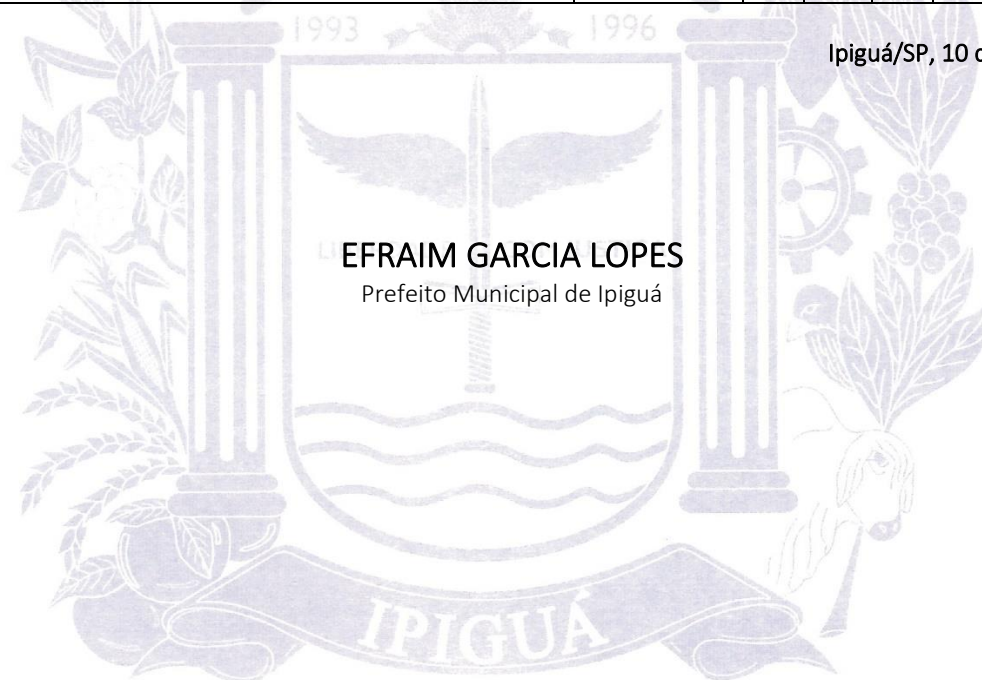 1993 1996
Ipiguá/SP, 10
EFRAIM GARCIA LOPES
Prefeito Municipal de Ipiguá
IPIGUÁ